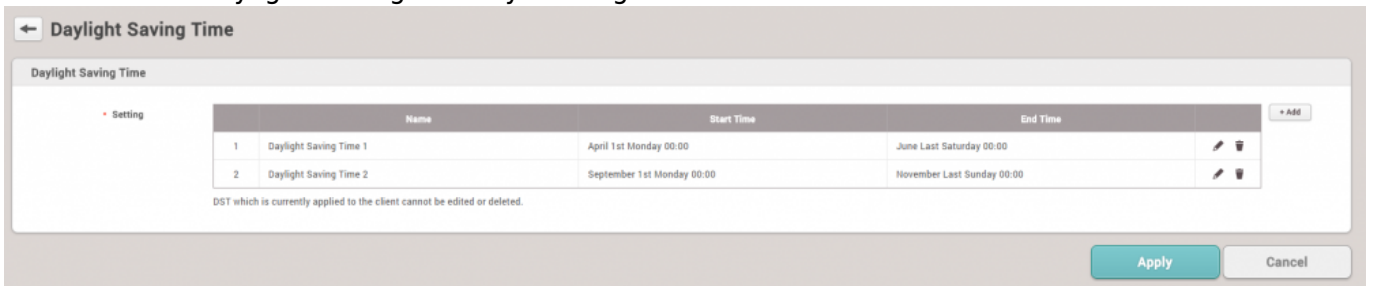 Daylight Saving Time
Daylight Saving Time
• Setting
Name Start Time End Time
+ Add
1 Daylight Saving Time 1 April 1st Monday 00:00 June Last Saturday 00:00
2 Daylight Saving Time 2 September 1st Monday 00:00 November Last Sunday 00:00
DST which is currently applied to the client cannot be edited or deleted.
Apply Cancel